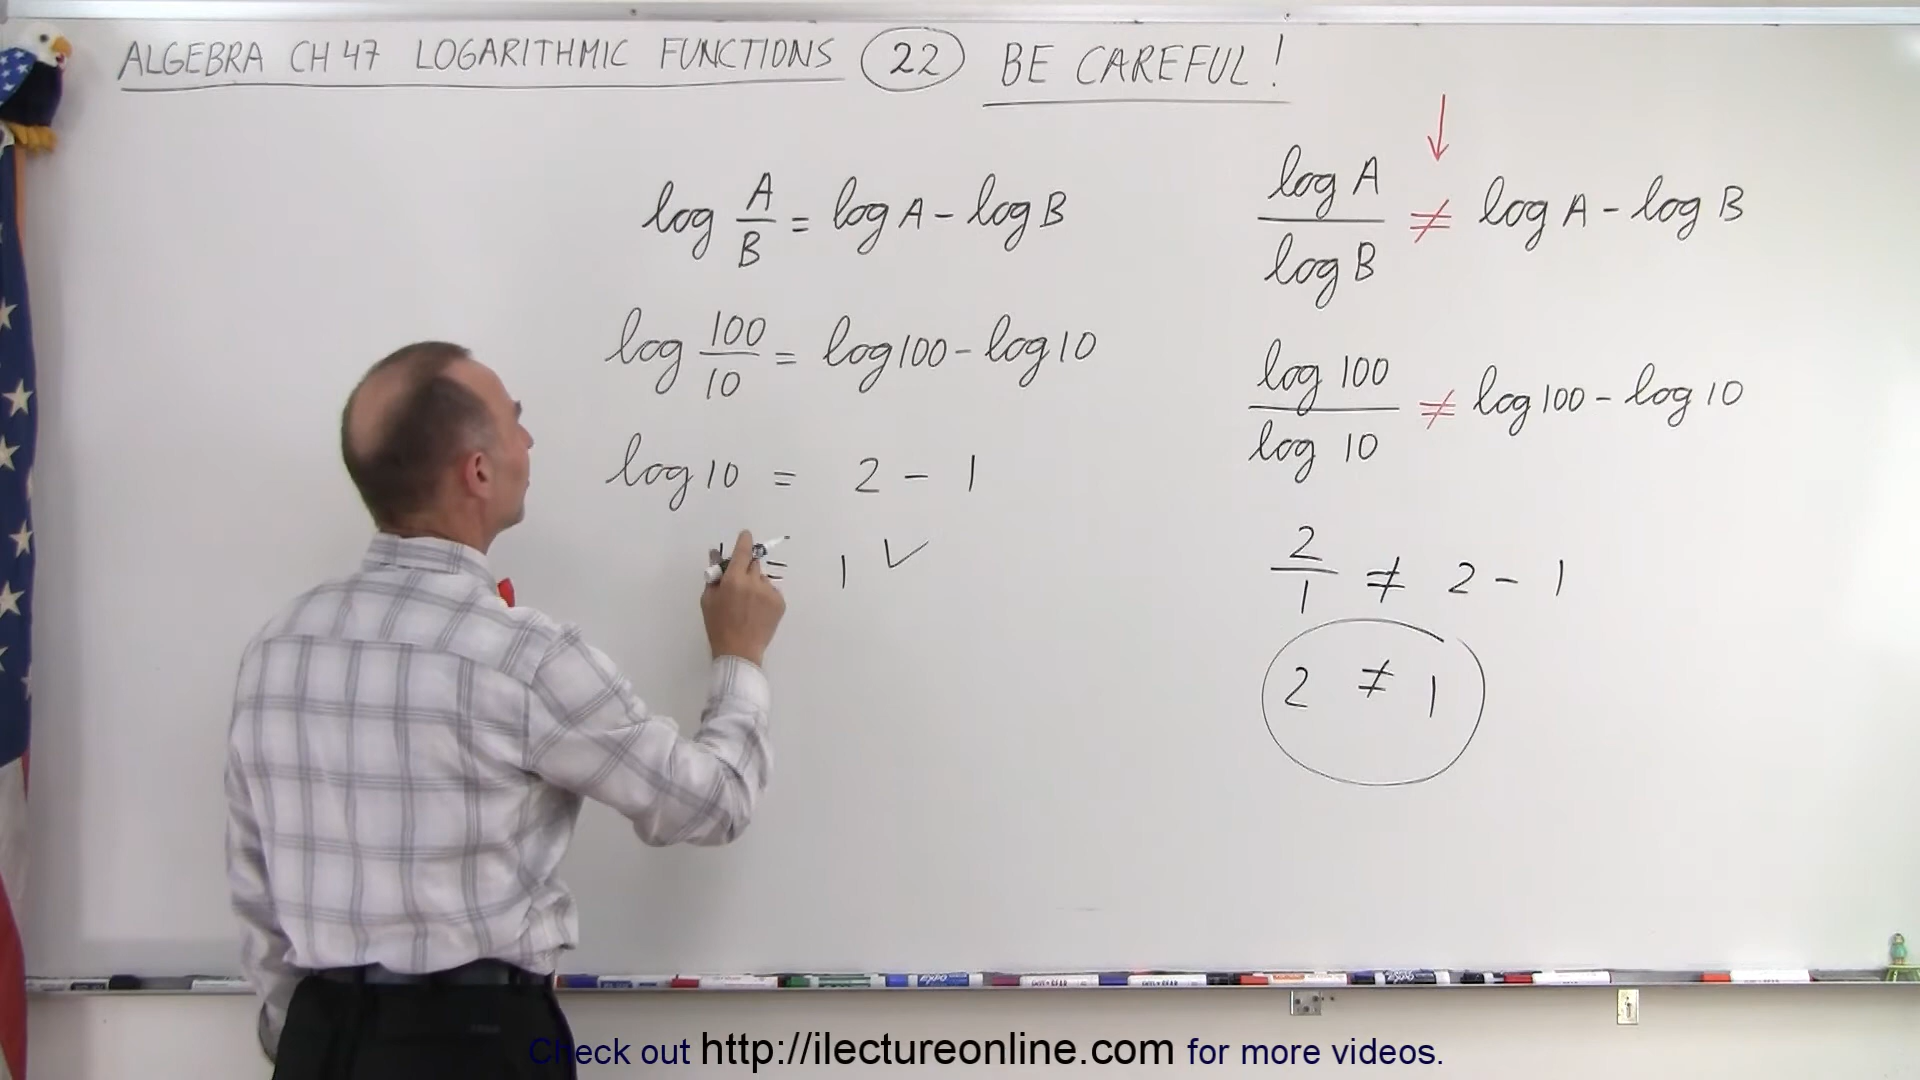 ALGEBRA CH 47 LOGARITHMIC FUNCTIONS 22 BE CAREFUL!
log A/B = log A - log B
log 100/10 = log 100 - log 10
log 10 = 2 - 1
= 1 ✓
log A / log B ≠ log A - log B
log 100 / log 10 ≠ log 100 - log 10
2/1 ≠ 2 - 1
2 ≠ 1
Check out http://ilectureonline.com for more videos.